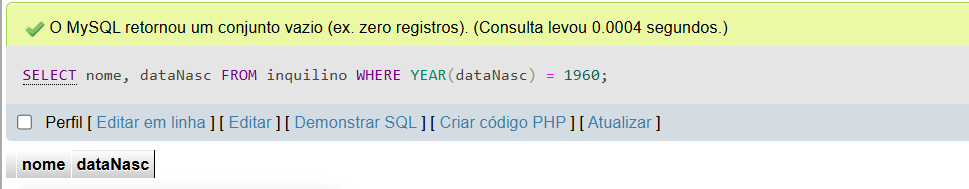 O MySQL retornou um conjunto vazio (ex. zero registros). (Consulta levou 0.0004 segundos.)
SELECT nome, dataNasc FROM inquilino WHERE YEAR(dataNasc) = 1960;
Perfil [ Editar em linha ] [ Editar ] [ Demonstrar SQL ] [ Criar código PHP ] [ Atualizar ]
nome dataNasc